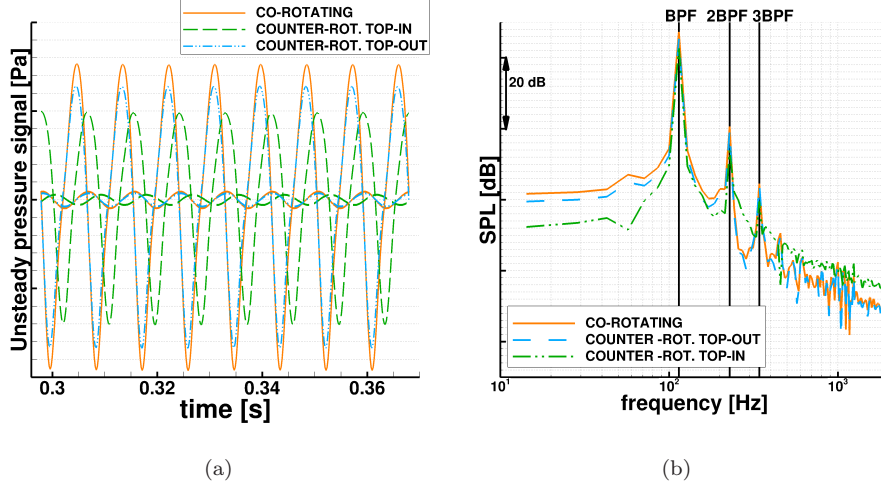 CO-ROTATING
COUNTER-ROT. TOP-IN
COUNTER-ROT. TOP-OUT
Unsteady pressure signal [Pa]
0.3
0.32
0.34
0.36
time [s]
(a)
BPF 2BPF 3BPF
20 dB
SPL [dB]
CO-ROTATING
COUNTER -ROT. TOP-OUT
COUNTER -ROT. TOP-IN
10¹
10²
10³
frequency [Hz]
(b)